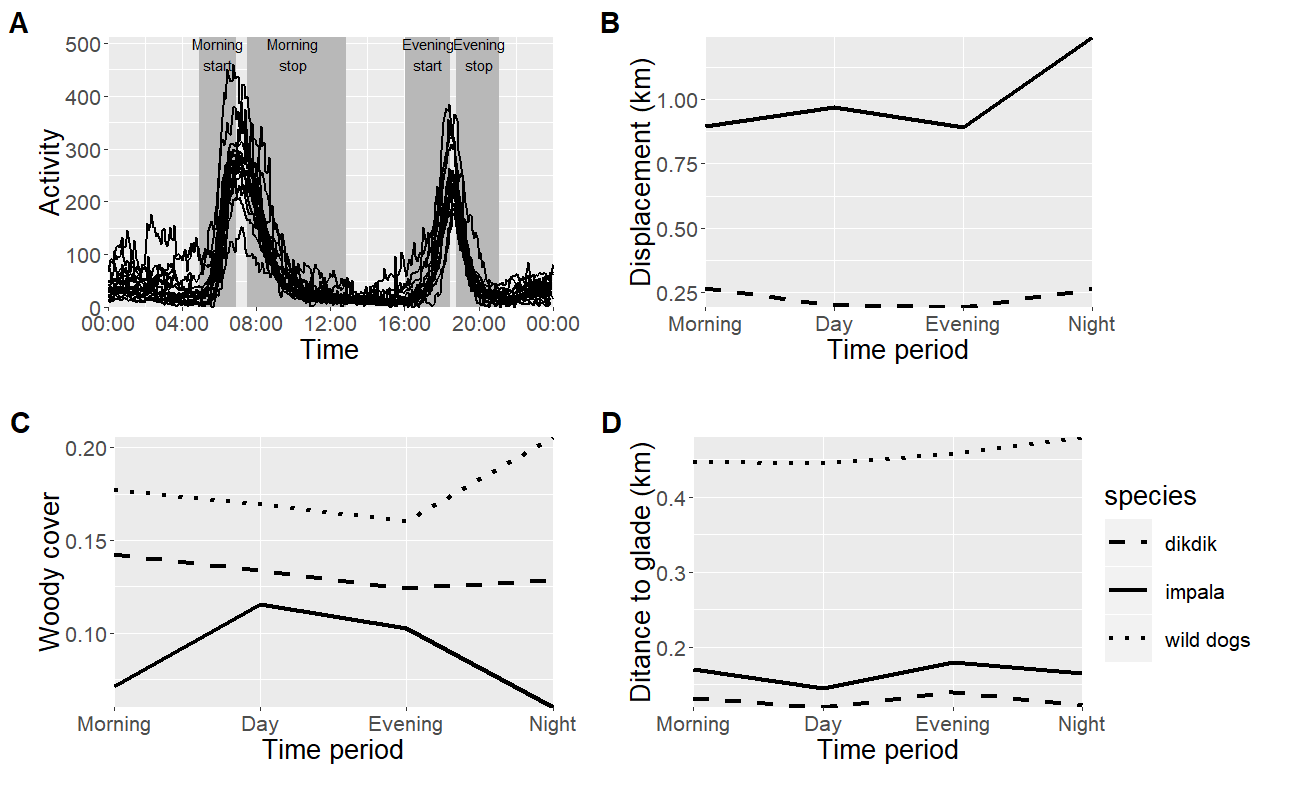 A
Morning Morning Evening Evening
start stop start stop
500
400
300
200
100
0
Activity
00:00 04:00 08:00 12:00 16:00 20:00 00:00
Time
B
1.00
0.75
0.50
0.25
Displacement (km)
Morning Day Evening Night
Time period
C
0.20
0.15
0.10
Woody cover
Morning Day Evening Night
Time period
D
0.4
0.3
0.2
Ditance to glade (km)
Morning Day Evening Night
Time period
species
dikdik
impala
wild dogs